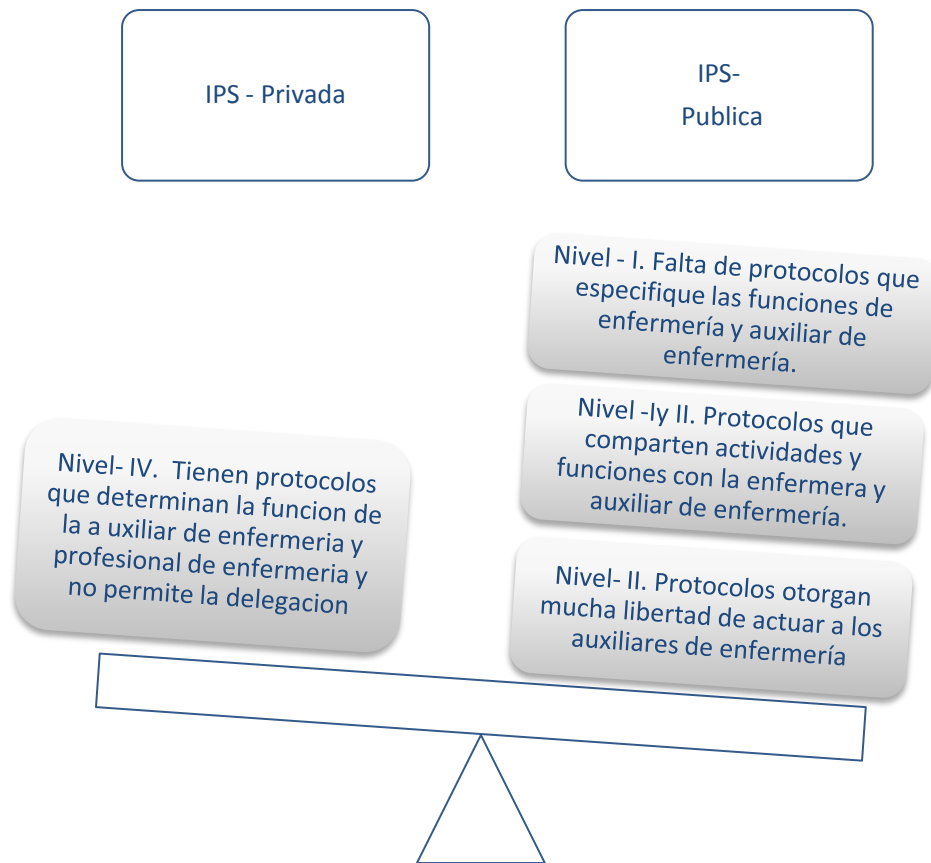 IPS - Privada
IPS-
Publica
Nivel - I. Falta de protocolos que
especifique las funciones de
enfermería y auxiliar de
enfermería.
Nivel -Iy II. Protocolos que
comparten actividades y
funciones con la enfermera y
auxiliar de enfermería.
Nivel- IV.  Tienen protocolos
que determinan la funcion de
la a uxiliar de enfermeria y
profesional de enfermeria y
no permite la delegacion
Nivel- II. Protocolos otorgan
mucha libertad de actuar a los
auxiliares de enfermería